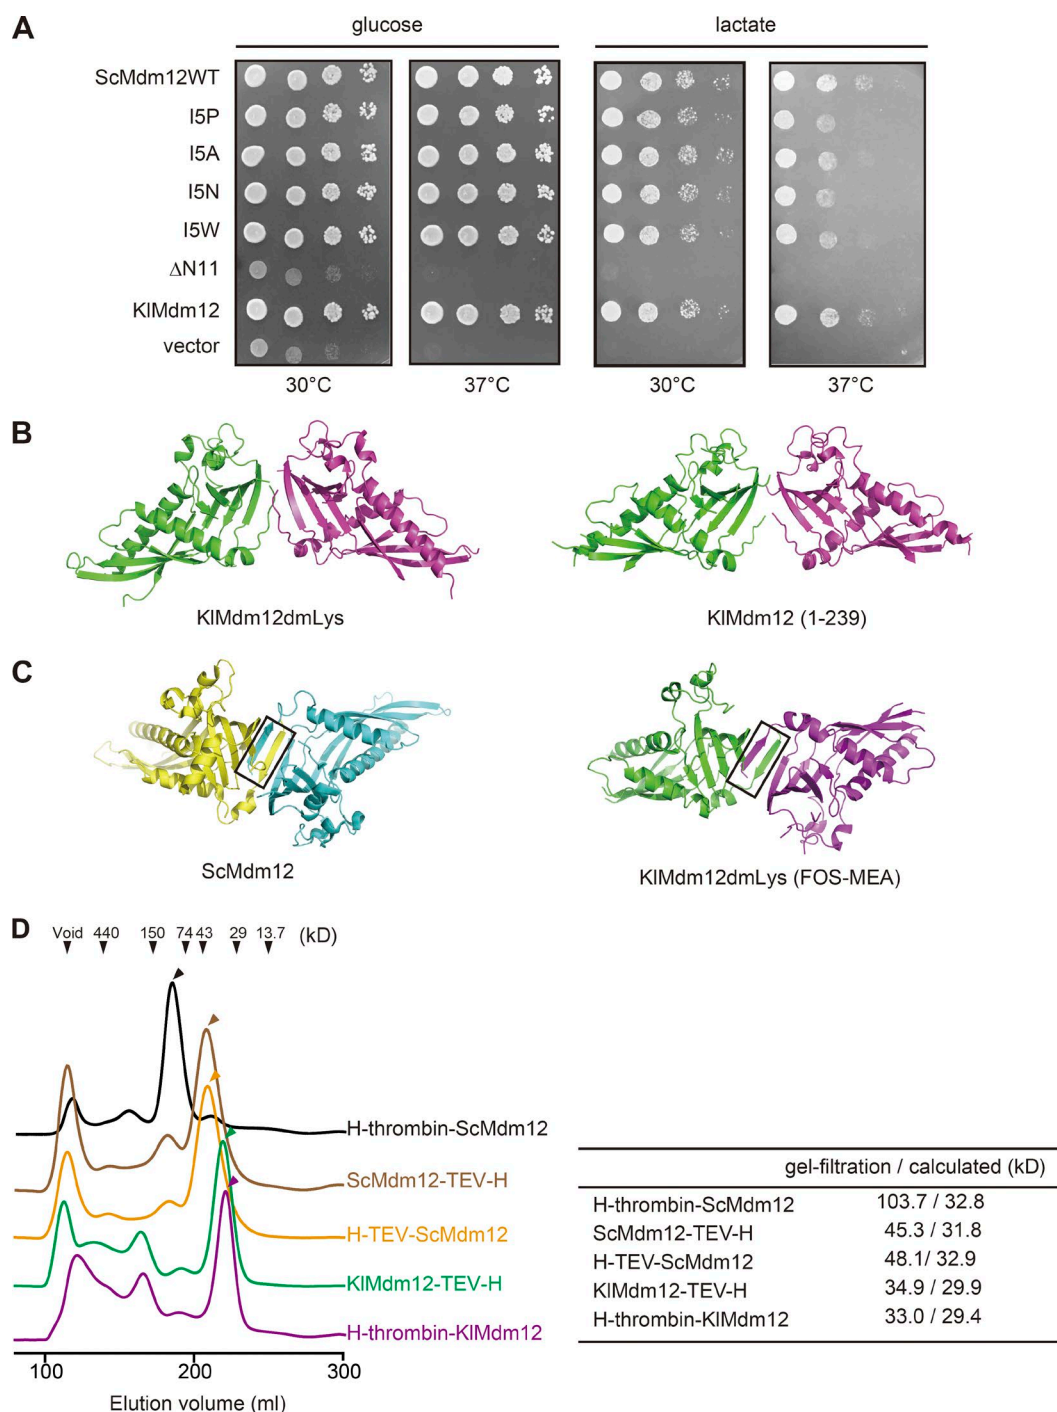 A
glucose
lactate
ScMdm12WT
I5P
I5A
I5N
I5W
ΔN11
KlMdm12
vector
30°C
37°C
30°C
37°C
B
KlMdm12dmLys
KlMdm12 (1-239)
C
ScMdm12
KlMdm12dmLys (FOS-MEA)
D
Void 440 150 74 43 29 13.7 (kD)
H-thrombin-ScMdm12
ScMdm12-TEV-H
H-TEV-ScMdm12
KlMdm12-TEV-H
H-thrombin-KlMdm12
100 200 300
Elution volume (ml)
gel-filtration / calculated (kD)
H-thrombin-ScMdm12 103.7 / 32.8
ScMdm12-TEV-H 45.3 / 31.8
H-TEV-ScMdm12 48.1/ 32.9
KlMdm12-TEV-H 34.9 / 29.9
H-thrombin-KlMdm12 33.0 / 29.4